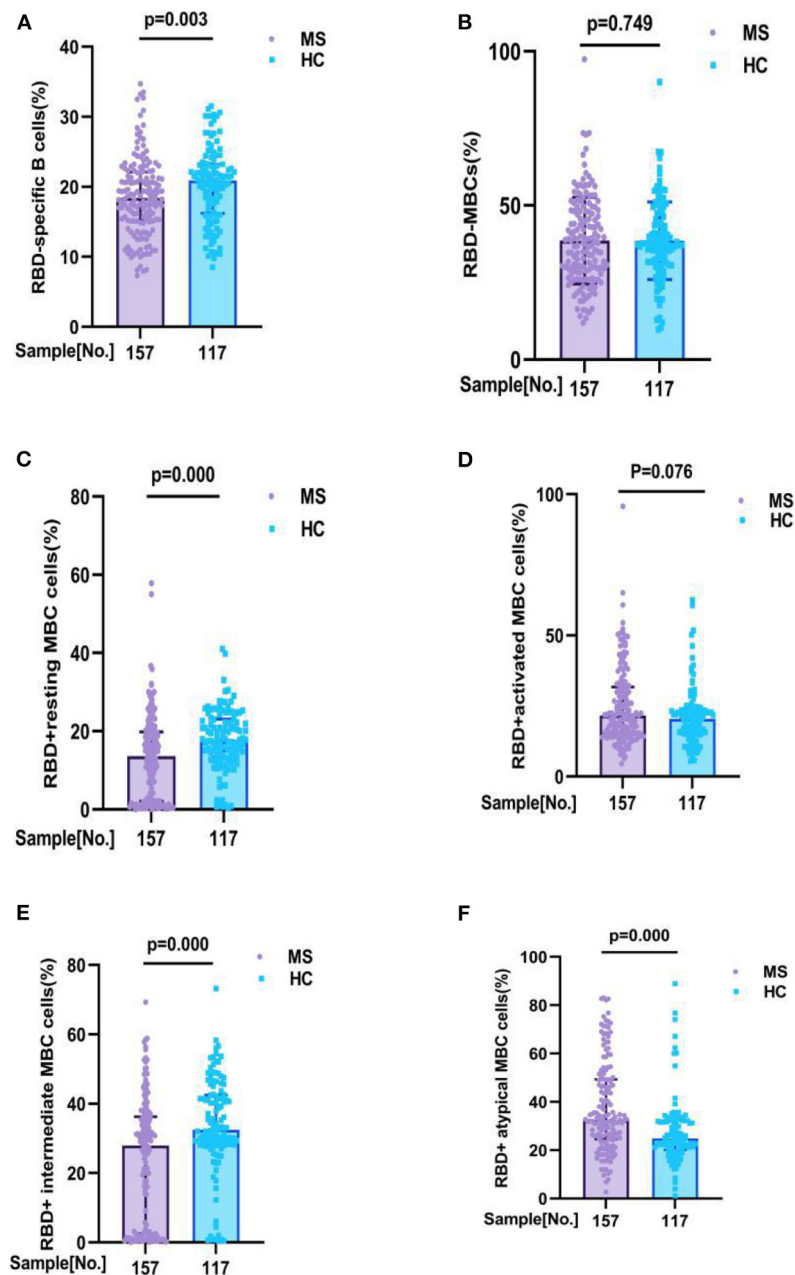 A
p=0.003
MS
HC
RBD-specific B cells(%)
40
30
20
10
0
Sample[No.] 157 117
B
p=0.749
MS
HC
RBD-MBCs(%)
100
50
0
Sample[No.] 157 117
C
p=0.000
MS
HC
RBD+resting MBC cells(%)
80
60
40
20
0
Sample[No.] 157 117
D
P=0.076
MS
HC
RBD+activated MBC cells(%)
100
50
0
Sample[No.] 157 117
E
p=0.000
MS
HC
RBD+ intermediate MBC cells(%)
80
60
40
20
0
Sample[No.] 157 117
F
p=0.000
MS
HC
RBD+ atypical MBC cells(%)
100
80
60
40
20
0
Sample[No.] 157 117